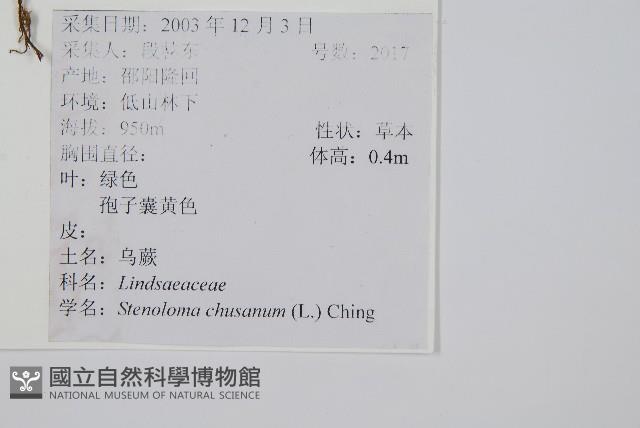 采集日期：2003 年 12 月 3 日
采集人：段林东 号数：2017
产地：邵阳隆回
环境：低山林下
海拔：950m 性状：草本
胸围直径： 体高：0.4m
叶：绿色
孢子囊黄色
皮：
土名：乌蕨
科名：Lindsaeaceae
学名：Stenoloma chusanum (L.) Ching
國立自然科學博物館
NATIONAL MUSEUM OF NATURAL SCIENCE